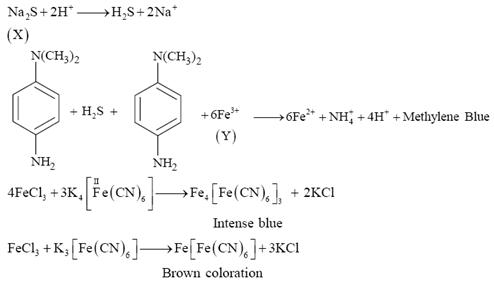 Na₂S + 2H⁺ ⟶ H₂S + 2Na⁺
(X)
N(CH₃)₂ N(CH₃)₂
+ H₂S + + 6Fe³⁺ ⟶ 6Fe²⁺ + NH₄⁺ + 4H⁺ + Methylene Blue
(Y)
NH₂ NH₂
4FeCl₃ + 3K₄[Fe^II(CN)₆] ⟶ Fe₄[Fe(CN)₆]₃ + 2KCl
Intense blue
FeCl₃ + K₃[Fe(CN)₆] ⟶ Fe[Fe(CN)₆] + 3KCl
Brown coloration